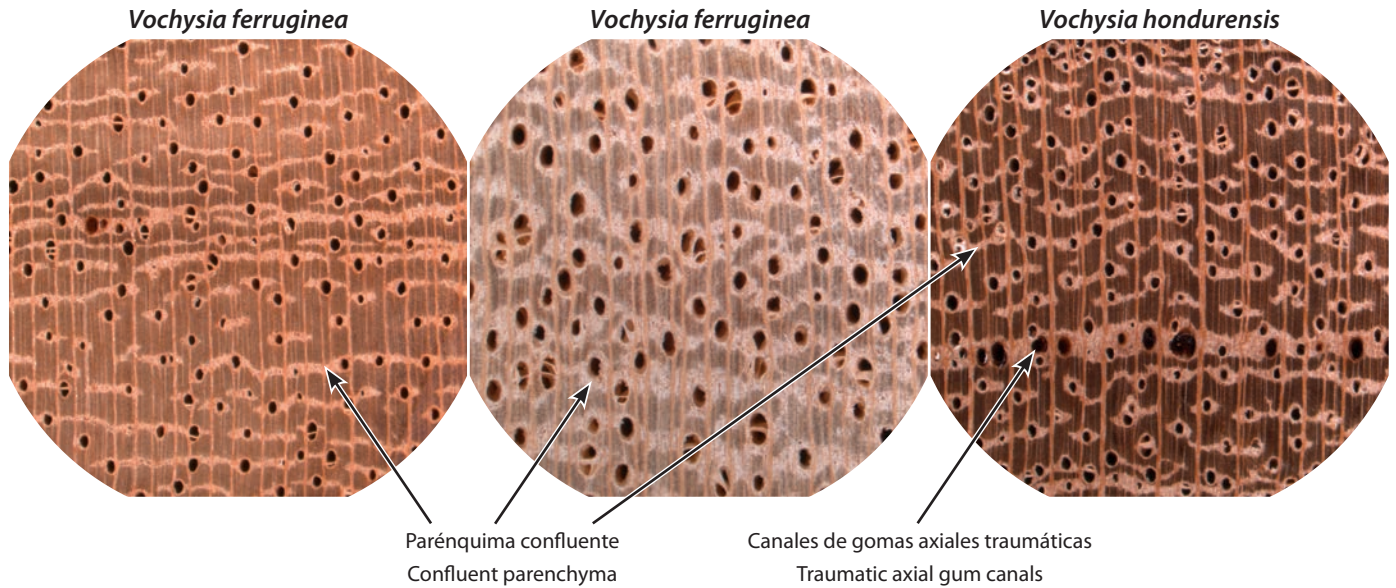 Vochysia ferruginea
Vochysia ferruginea
Vochysia hondurensis
Parénquima confluente
Confluent parenchyma
Canales de gomas axiales traumáticas
Traumatic axial gum canals